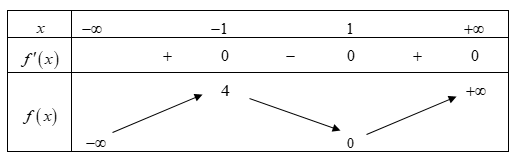 x −∞ −1 1 +∞
f′(x) + 0 − 0 + 0
4 +∞
f(x)
−∞ 0